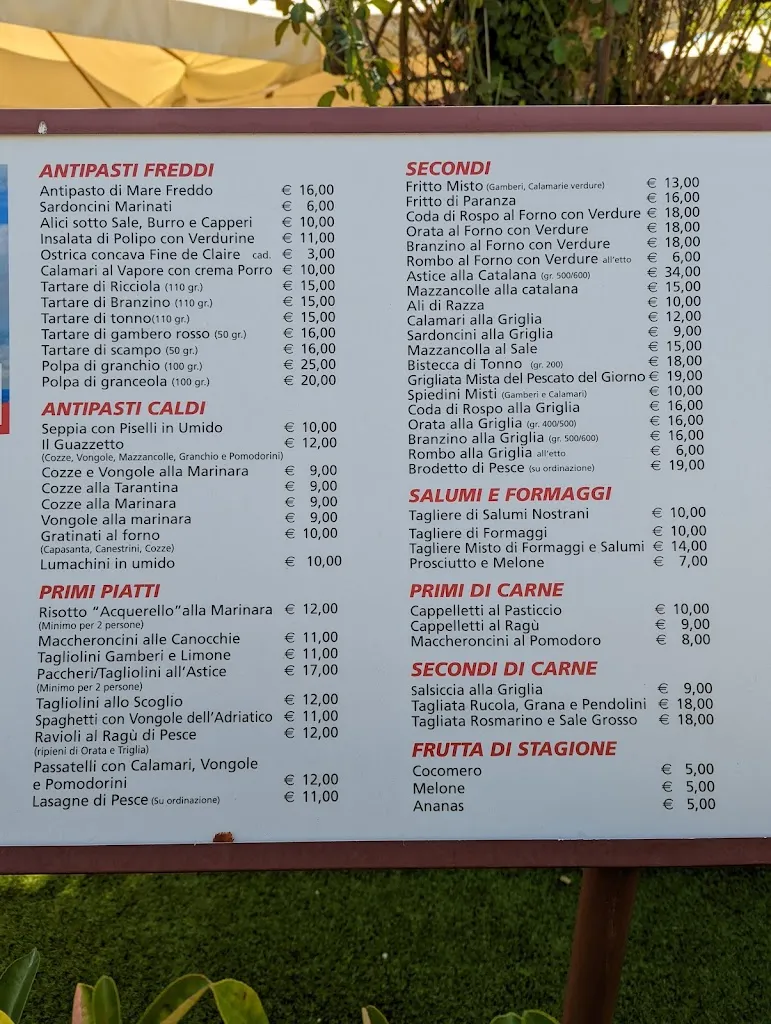 ANTIPASTI FREDDI
Antipasto di Mare Freddo € 16,00
Sardoncini Marinati € 6,00
Alici sotto Sale, Burro e Capperi € 10,00
Insalata di Polipo con Verdurine € 11,00
Ostrica concava Fine de Claire cad. € 3,00
Calamari al Vapore con crema Porro € 10,00
Tartare di Ricciola (110 gr.) € 15,00
Tartare di Branzino (110 gr.) € 15,00
Tartare di tonno(110 gr.) € 15,00
Tartare di gambero rosso (50 gr.) € 16,00
Tartare di scampo (50 gr.) € 16,00
Polpa di granchio (100 gr.) € 25,00
Polpa di granceola (100 gr.) € 20,00
ANTIPASTI CALDI
Seppia con Piselli in Umido € 10,00
Il Guazzetto € 12,00
(Cozze, Vongole, Mazzancolle, Granchio e Pomodorini)
Cozze e Vongole alla Marinara € 9,00
Cozze alla Tarantina € 9,00
Cozze alla Marinara € 9,00
Vongole alla marinara € 9,00
Gratinati al forno € 10,00
(Capasanta, Canestrini, Cozze)
Lumachini in umido € 10,00
PRIMI PIATTI
Risotto "Acquerello"alla Marinara € 12,00
(Minimo per 2 persone)
Maccheroncini alle Canocchie € 11,00
Tagliolini Gamberi e Limone € 11,00
Paccheri/Tagliolini all'Astice € 17,00
(Minimo per 2 persone)
Tagliolini allo Scoglio € 12,00
Spaghetti con Vongole dell'Adriatico € 11,00
Ravioli al Ragù di Pesce € 12,00
(ripieni di Orata e Triglia)
Passatelli con Calamari, Vongole
e Pomodorini € 12,00
Lasagne di Pesce (Su ordinazione) € 11,00
SECONDI
Fritto Misto (Gamberi, Calamarie verdure) € 13,00
Fritto di Paranza € 16,00
Coda di Rospo al Forno con Verdure € 18,00
Orata al Forno con Verdure € 18,00
Branzino al Forno con Verdure € 18,00
Rombo al Forno con Verdure all'etto € 6,00
Astice alla Catalana (gr. 500/600) € 34,00
Mazzancolle alla catalana € 15,00
Ali di Razza € 10,00
Calamari alla Griglia € 12,00
Sardoncini alla Griglia € 9,00
Mazzancolla al Sale € 15,00
Bistecca di Tonno (gr. 200) € 18,00
Grigliata Mista del Pescato del Giorno € 19,00
Spiedini Misti (Gamberi e Calamari) € 10,00
Coda di Rospo alla Griglia € 16,00
Orata alla Griglia (gr. 400/500) € 16,00
Branzino alla Griglia (gr. 500/600) € 16,00
Rombo alla Griglia all'etto € 6,00
Brodetto di Pesce (su ordinazione) € 19,00
SALUMI E FORMAGGI
Tagliere di Salumi Nostrani € 10,00
Tagliere di Formaggi € 10,00
Tagliere Misto di Formaggi e Salumi € 14,00
Prosciutto e Melone € 7,00
PRIMI DI CARNE
Cappelletti al Pasticcio € 10,00
Cappelletti al Ragù € 9,00
Maccheroncini al Pomodoro € 8,00
SECONDI DI CARNE
Salsiccia alla Griglia € 9,00
Tagliata Rucola, Grana e Pendolini € 18,00
Tagliata Rosmarino e Sale Grosso € 18,00
FRUTTA DI STAGIONE
Cocomero € 5,00
Melone € 5,00
Ananas € 5,00